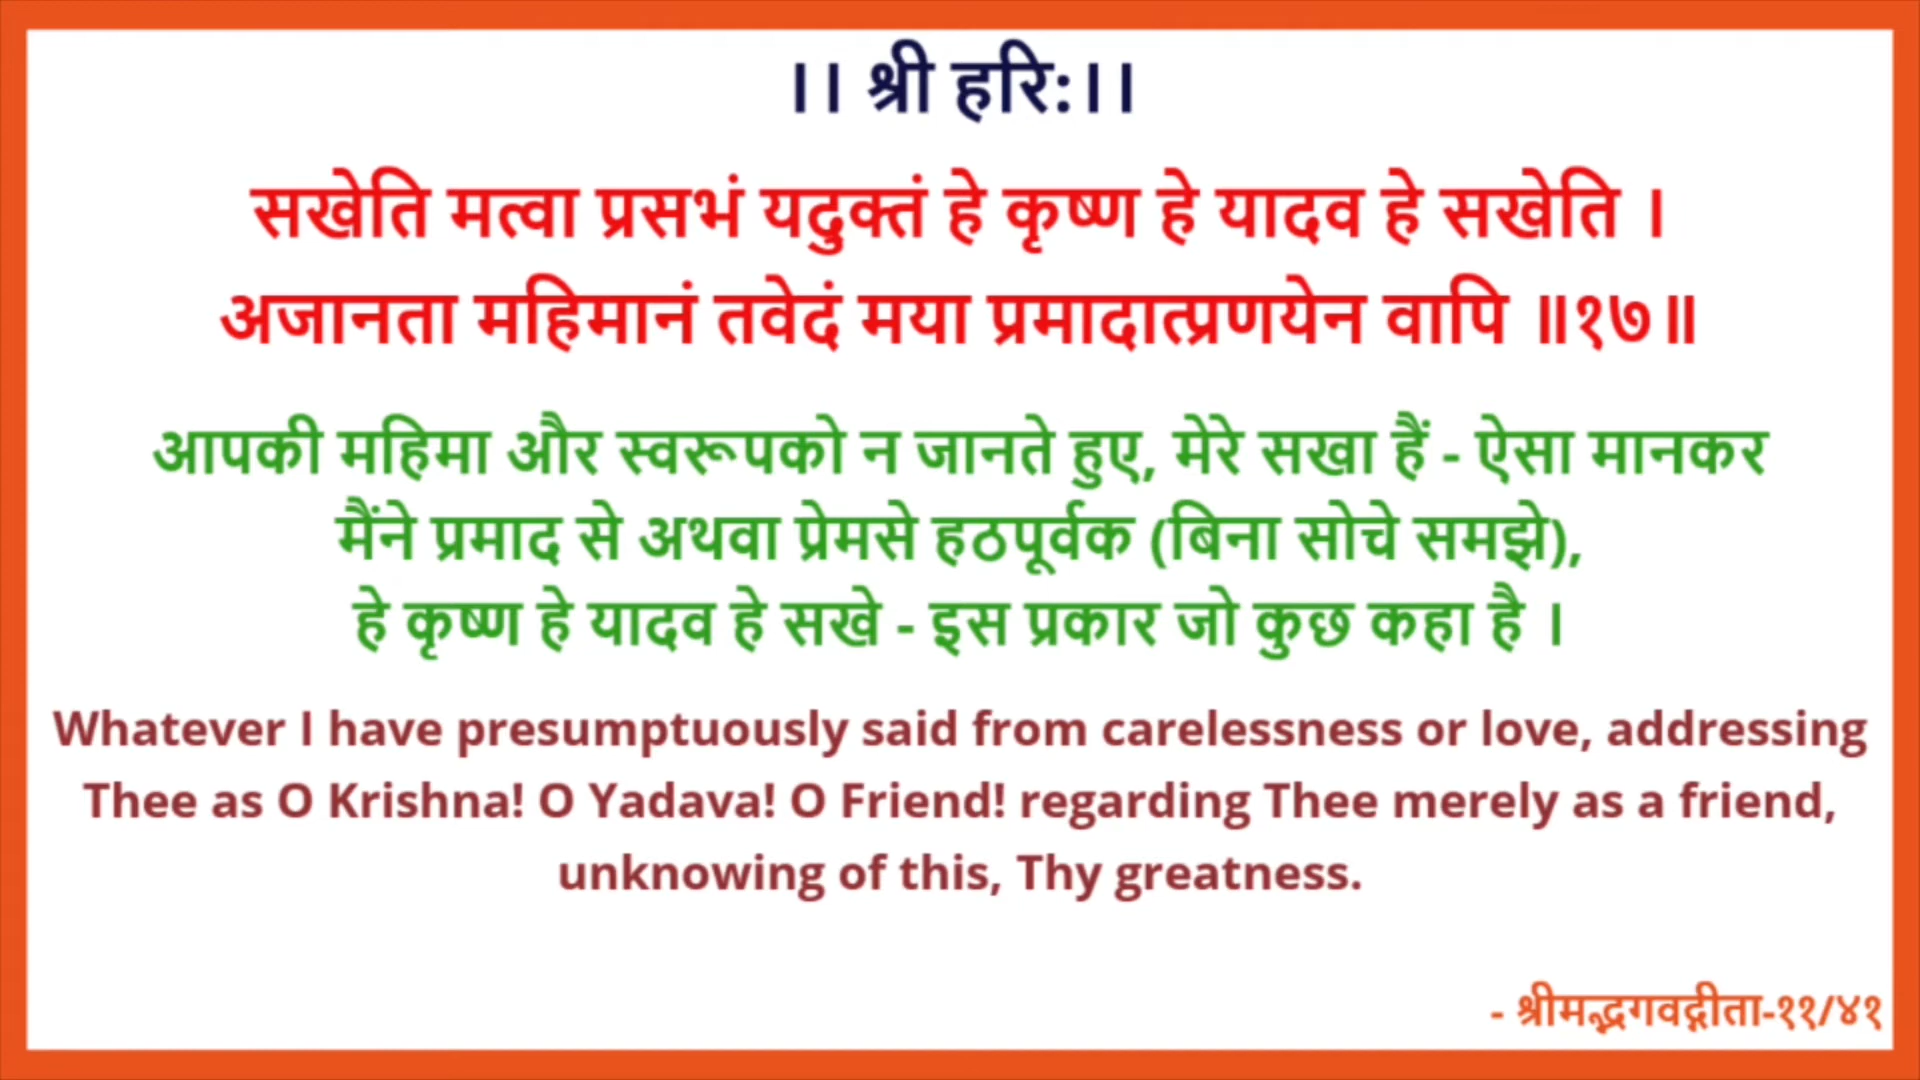 ।। श्री हरि:।।
सखेति मत्वा प्रसभं यदुक्तं हे कृष्ण हे यादव हे सखेति ।
अजानता महिमानं तवेदं मया प्रमादात्प्रणयेन वापि ॥१७॥
आपकी महिमा और स्वरूपको न जानते हुए, मेरे सखा हैं - ऐसा मानकर
मैंने प्रमाद से अथवा प्रेमसे हठपूर्वक (बिना सोचे समझे),
हे कृष्ण हे यादव हे सखे - इस प्रकार जो कुछ कहा है ।
Whatever I have presumptuously said from carelessness or love, addressing
Thee as O Krishna! O Yadava! O Friend! regarding Thee merely as a friend,
unknowing of this, Thy greatness.
- श्रीमद्भगवद्गीता-११/४१